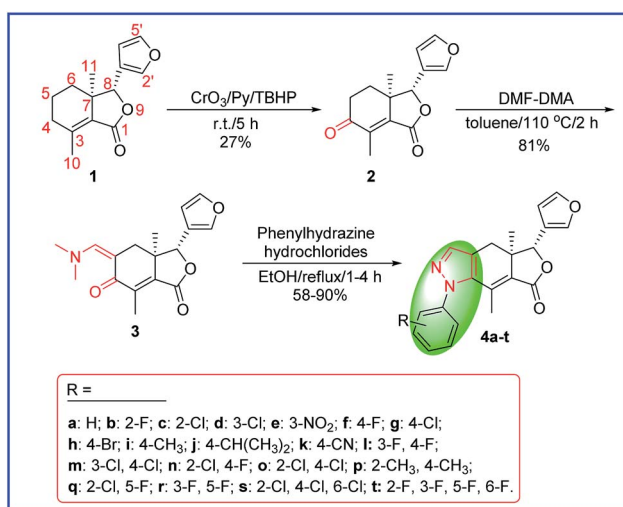 5'
11
O
6
2'
8
5
7
O 9
4
3
1
10
O
1
CrO3/Py/TBHP
r.t./5 h
27%
O
O
O
O
2
DMF-DMA
toluene/110 °C/2 h
81%
N
O
O
O
O
3
Phenylhydrazine
hydrochlorides
EtOH/reflux/1-4 h
58-90%
O
N
N
O
R
O
4a-t
R =
a: H; b: 2-F; c: 2-Cl; d: 3-Cl; e: 3-NO2; f: 4-F; g: 4-Cl;
h: 4-Br; i: 4-CH3; j: 4-CH(CH3)2; k: 4-CN; l: 3-F, 4-F;
m: 3-Cl, 4-Cl; n: 2-Cl, 4-F; o: 2-Cl, 4-Cl; p: 2-CH3, 4-CH3;
q: 2-Cl, 5-F; r: 3-F, 5-F; s: 2-Cl, 4-Cl, 6-Cl; t: 2-F, 3-F, 5-F, 6-F.